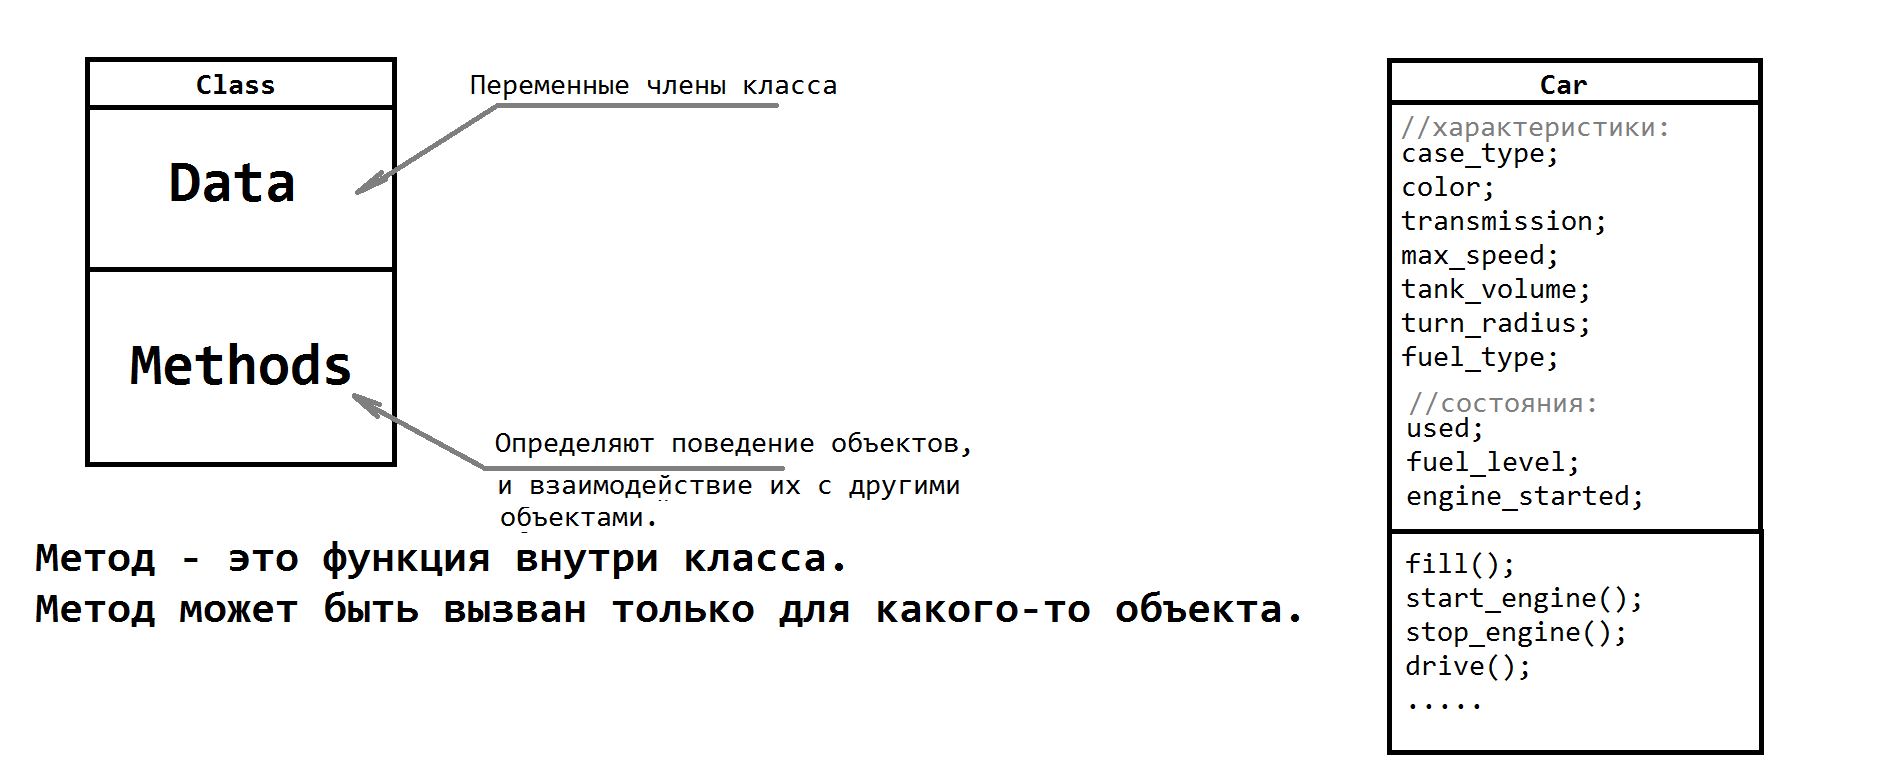 Class
Data
Methods
Переменные члены класса
Определяют поведение объектов,
и взаимодействие их с другими
объектами.
Метод - это функция внутри класса.
Метод может быть вызван только для какого-то объекта.
Car
//характеристики:
case_type;
color;
transmission;
max_speed;
tank_volume;
turn_radius;
fuel_type;
//состояния:
used;
fuel_level;
engine_started;
fill();
start_engine();
stop_engine();
drive();
.....